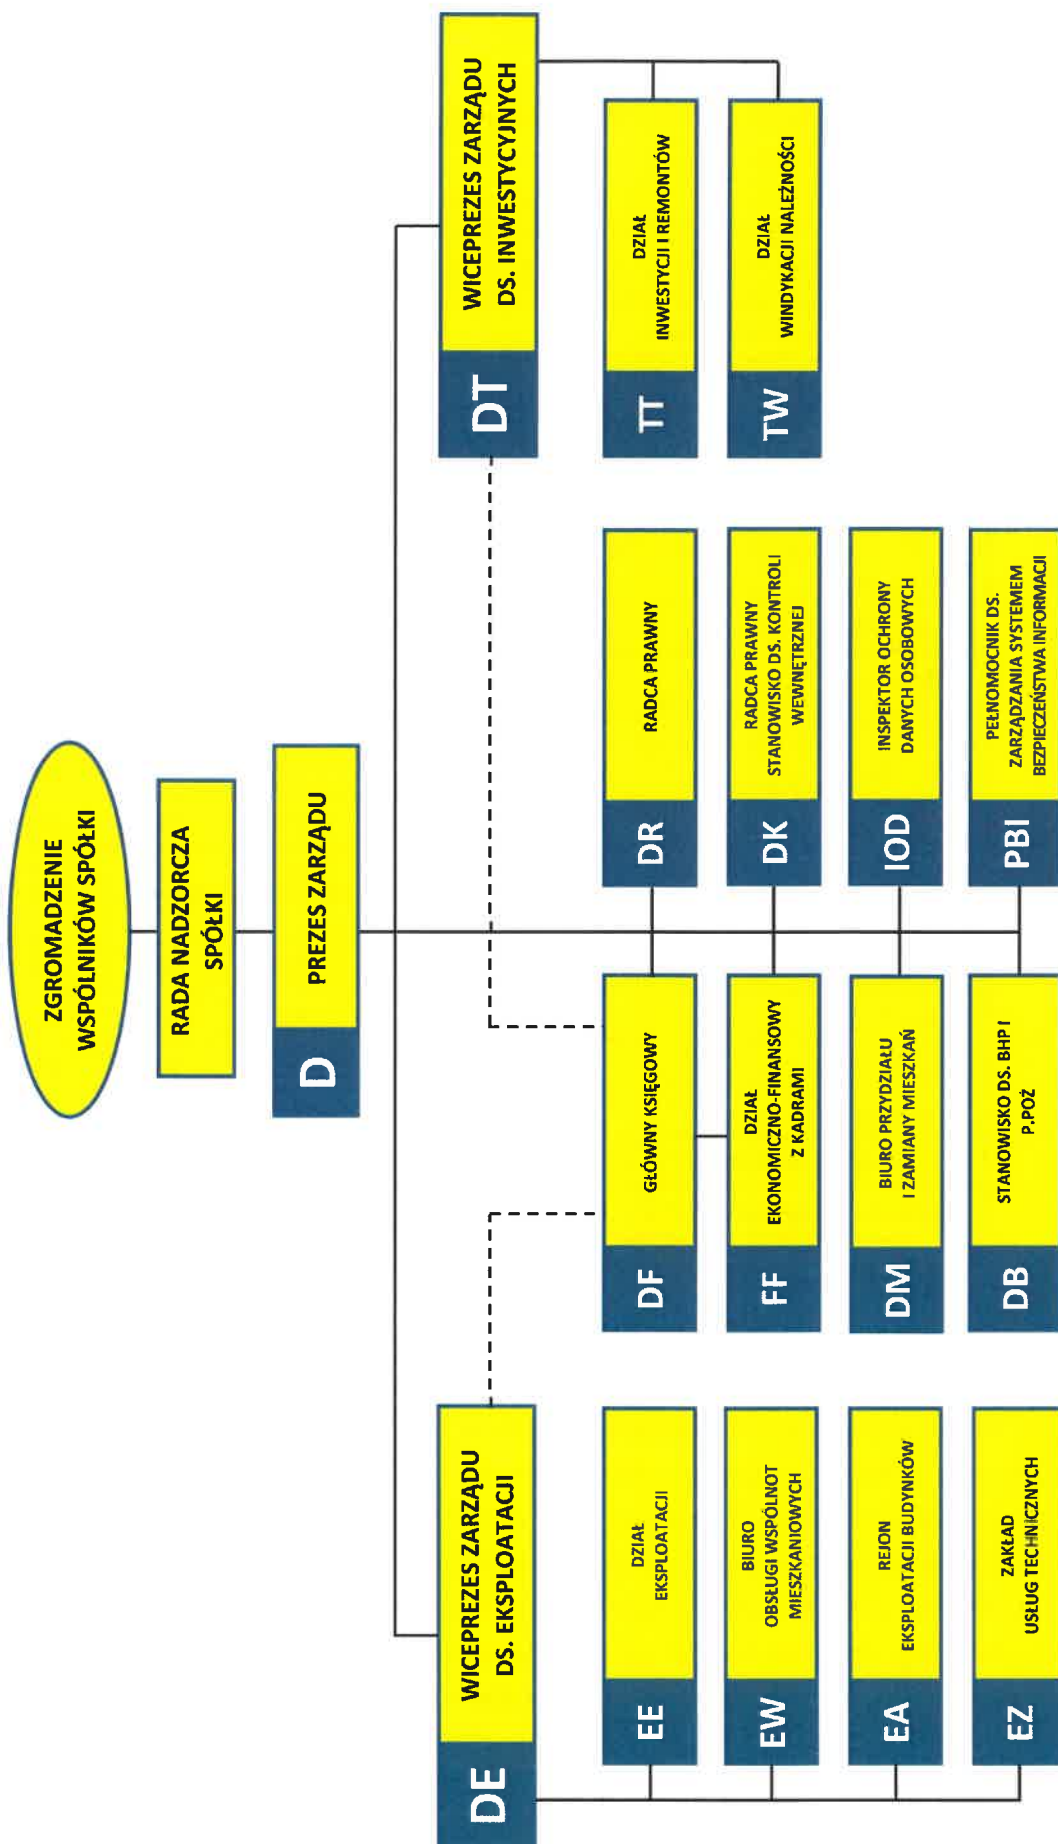 ZGROMADZENIE
WSPÓLNIKÓW SPÓŁKI
RADA NADZORCZA
SPÓŁKI
D
PREZES ZARZĄDU
DE
WICEPREZES ZARZĄDU
DS. EKSPLOATACJI
DT
WICEPREZES ZARZĄDU
DS. INWESTYCYJNYCH
EE
DZIAŁ
EKSPLOATACJI
EW
BIURO
OBSŁUGI WSPÓLNOT
MIESZKANIOWYCH
EA
REJON
EKSPLOATACJI BUDYNKÓW
EZ
ZAKŁAD
USŁUG TECHNICZNYCH
DF
GŁÓWNY KSIĘGOWY
FF
DZIAŁ
EKONOMICZNO-FINANSOWY
Z KADRAMI
DM
BIURO PRZYDZIAŁU
I ZAMIANY MIESZKAŃ
DB
STANOWISKO DS. BHP I
P.POŻ
DR
RADCA PRAWNY
DK
RADCA PRAWNY
STANOWISKO DS. KONTROLI
WEWNĘTRZNEJ
IOD
INSPEKTOR OCHRONY
DANYCH OSOBOWYCH
PBI
PEŁNOMOCNIK DS.
ZARZĄDZANIA SYSTEMEM
BEZPIECZEŃSTWA INFORMACJI
TT
DZIAŁ
INWESTYCJI I REMONTÓW
TW
DZIAŁ
WINDYKACJI NALEŻNOŚCI